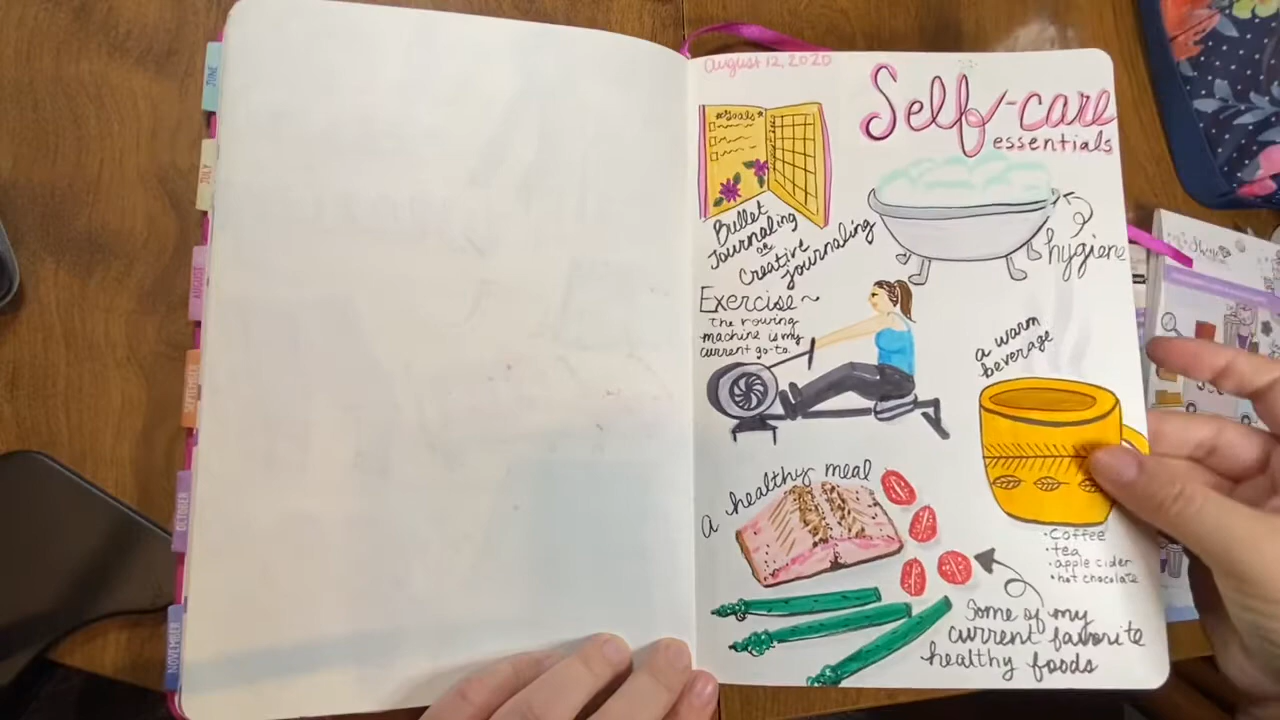 JUNE
JULY
AUGUST
SEPTEMBER
OCTOBER
NOVEMBER
August 12, 2020
Self-care
essentials
*Goals*
Bullet
Journaling
or
Creative
journaling
hygiene
Exercise~
The rowing
machine is my
current go-to.
a warm
beverage
• Coffee
• tea
• apple cider
• hot chocolate
A healthy meal
Some of my
current favorite
healthy foods